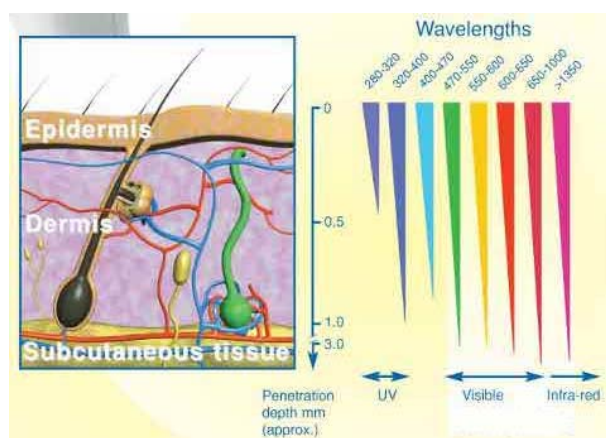 Wavelengths
280-320
320-400
400-470
470-550
550-600
600-650
650-1000
>1350
Epidermis
Dermis
Subcutaneous tissue
0
0.5
1.0
3.0
Penetration
depth mm
(approx.)
UV
Visible
Infra-red